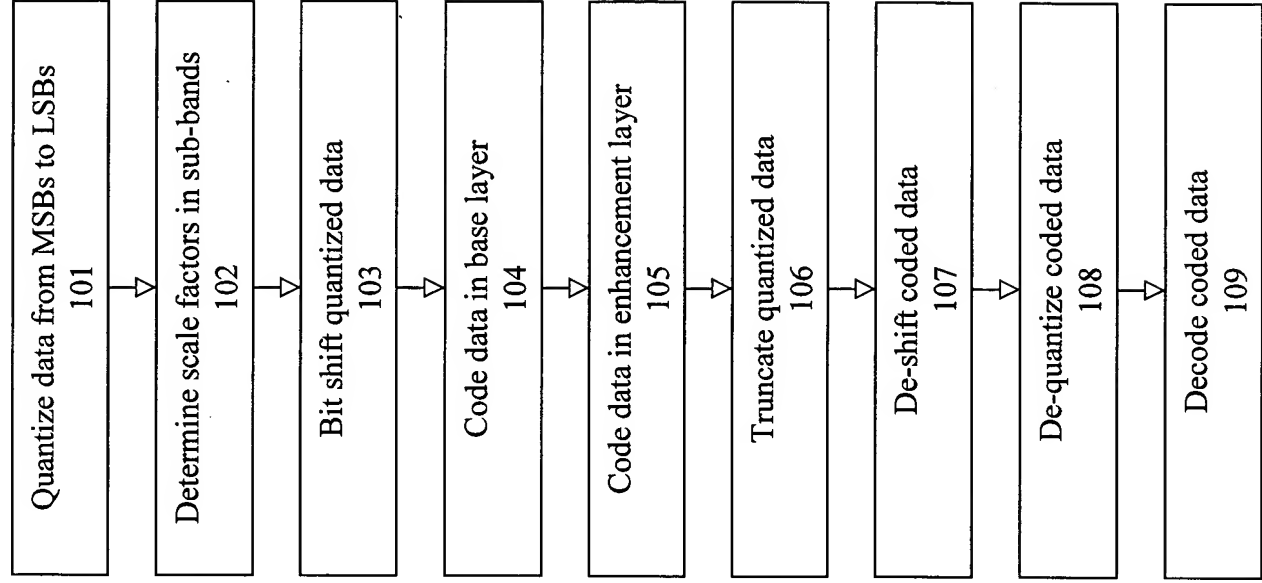 Quantize data from MSBs to LSBs
101
Determine scale factors in sub-bands
102
Bit shift quantized data
103
Code data in base layer
104
Code data in enhancement layer
105
Truncate quantized data
106
De-shift coded data
107
De-quantize coded data
108
Decode coded data
109